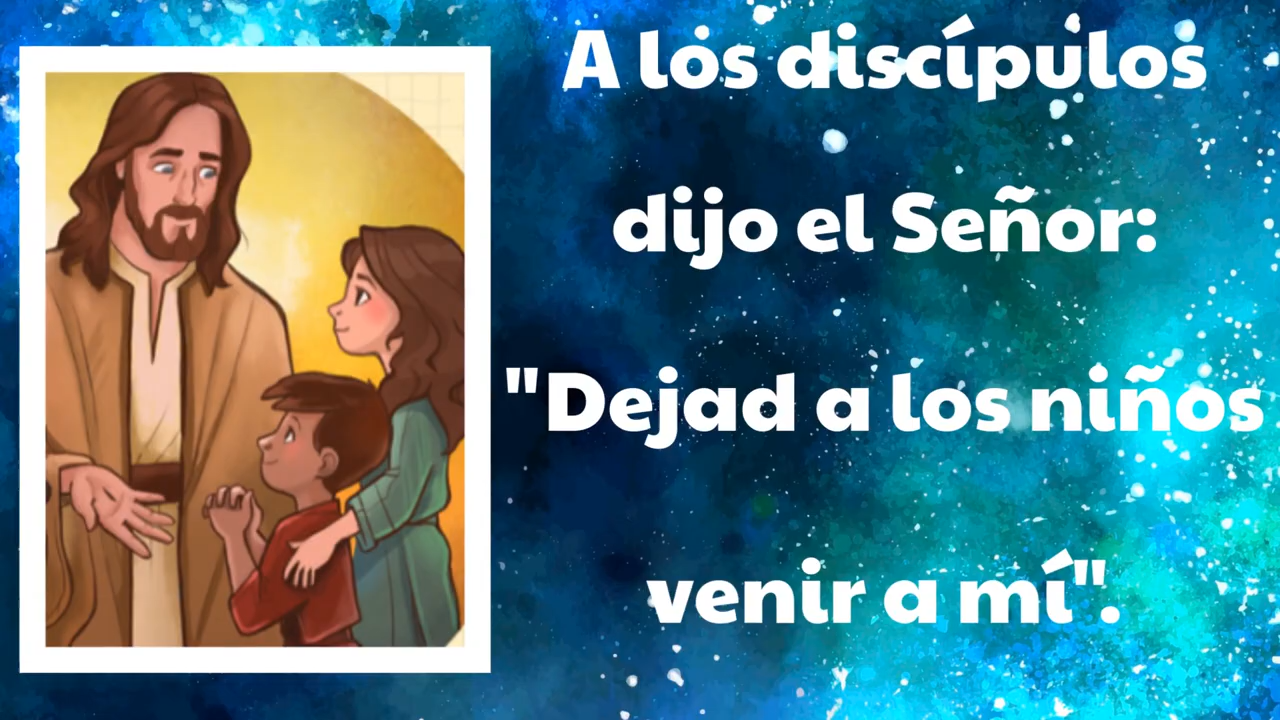 A los discípulos
dijo el Señor:
"Dejad a los niños
venir a mí".